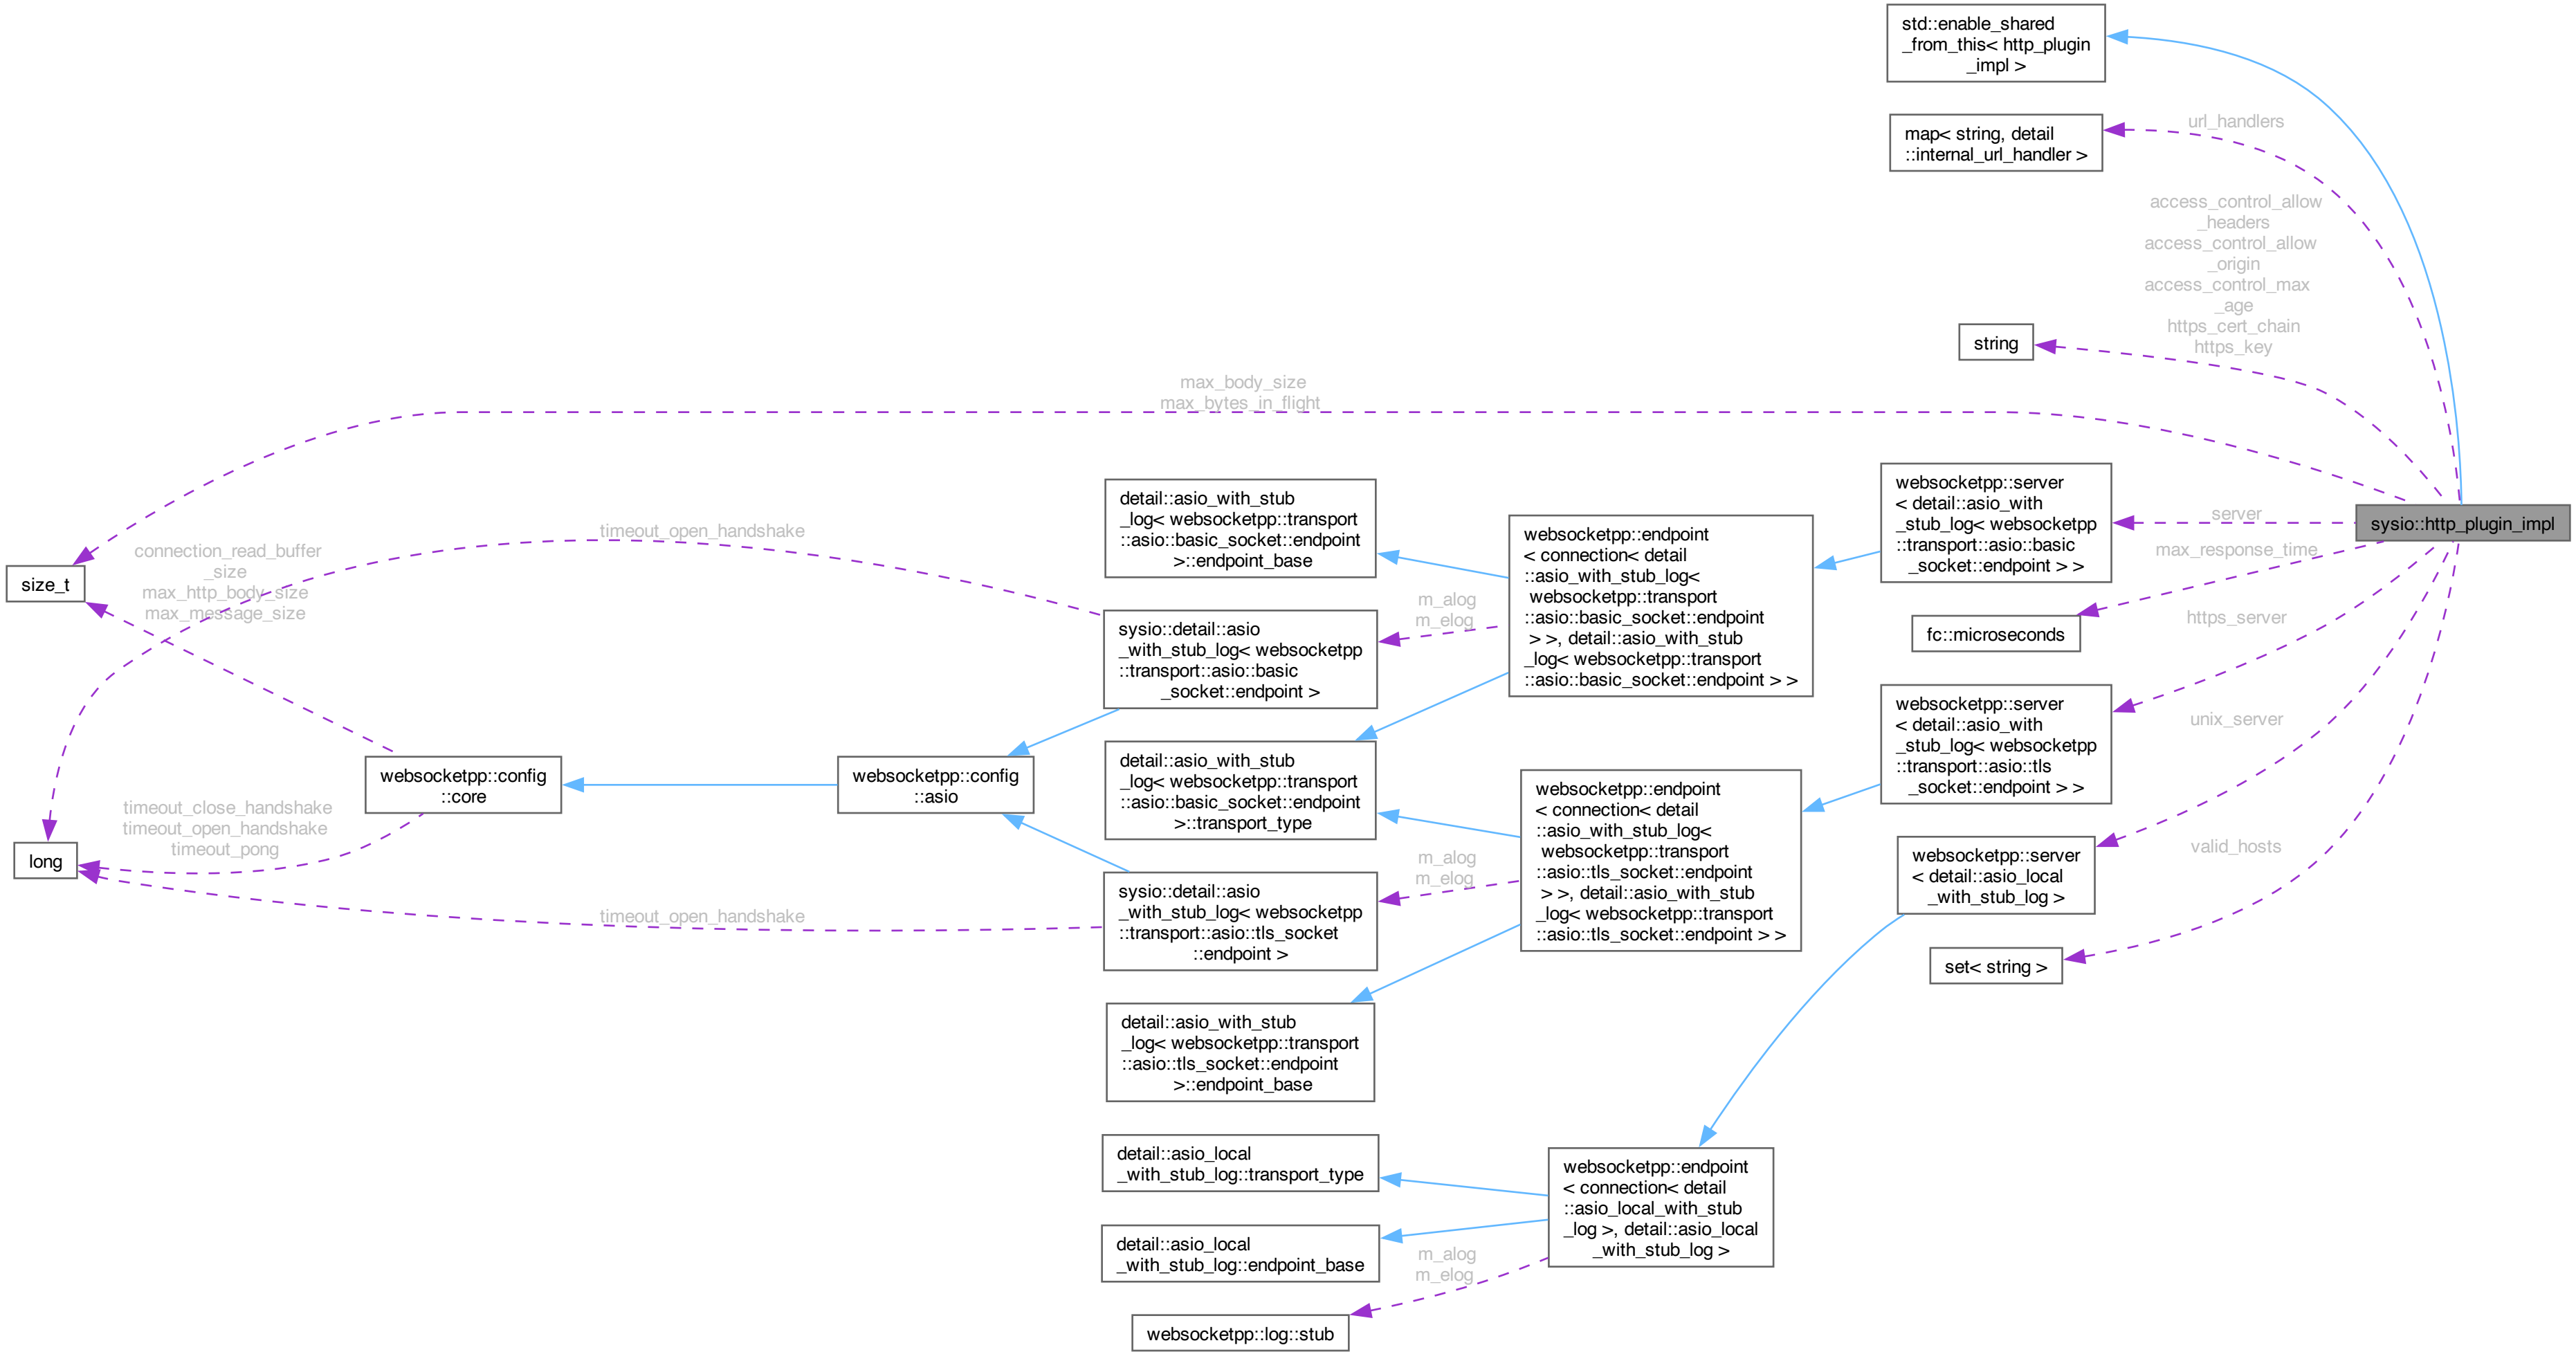 std::enable_shared
_from_this< http_plugin
_impl >
url_handlers
map< string, detail
::internal_url_handler >
access_control_allow
_headers
access_control_allow
_origin
access_control_max
_age
https_cert_chain
https_key
string
max_body_size
max_bytes_in_flight
websocketpp::server
< detail::asio_with
_stub_log< websocketpp
::transport::asio::basic
_socket::endpoint > >
server
sysio::http_plugin_impl
max_response_time
fc::microseconds
https_server
detail::asio_with_stub
_log< websocketpp::transport
::asio::basic_socket::endpoint
>::endpoint_base
websocketpp::endpoint
< connection< detail
::asio_with_stub_log<
websocketpp::transport
::asio::basic_socket::endpoint
> >, detail::asio_with_stub
_log< websocketpp::transport
::asio::basic_socket::endpoint > >
timeout_open_handshake
connection_read_buffer
_size
max_http_body_size
max_message_size
size_t
m_alog
m_elog
sysio::detail::asio
_with_stub_log< websocketpp
::transport::asio::basic
_socket::endpoint >
websocketpp::server
< detail::asio_with
_stub_log< websocketpp
::transport::asio::tls
_socket::endpoint > >
unix_server
detail::asio_with_stub
_log< websocketpp::transport
::asio::basic_socket::endpoint
>::transport_type
websocketpp::config
::core
websocketpp::config
::asio
websocketpp::endpoint
< connection< detail
::asio_with_stub_log<
websocketpp::transport
::asio::tls_socket::endpoint
> >, detail::asio_with_stub
_log< websocketpp::transport
::asio::tls_socket::endpoint > >
timeout_close_handshake
timeout_open_handshake
timeout_pong
long
m_alog
m_elog
websocketpp::server
< detail::asio_local
_with_stub_log >
valid_hosts
sysio::detail::asio
_with_stub_log< websocketpp
::transport::asio::tls_socket
::endpoint >
timeout_open_handshake
set< string >
detail::asio_with_stub
_log< websocketpp::transport
::asio::tls_socket::endpoint
>::endpoint_base
detail::asio_local
_with_stub_log::transport_type
websocketpp::endpoint
< connection< detail
::asio_local_with_stub
_log >, detail::asio_local
_with_stub_log >
detail::asio_local
_with_stub_log::endpoint_base
m_alog
m_elog
websocketpp::log::stub